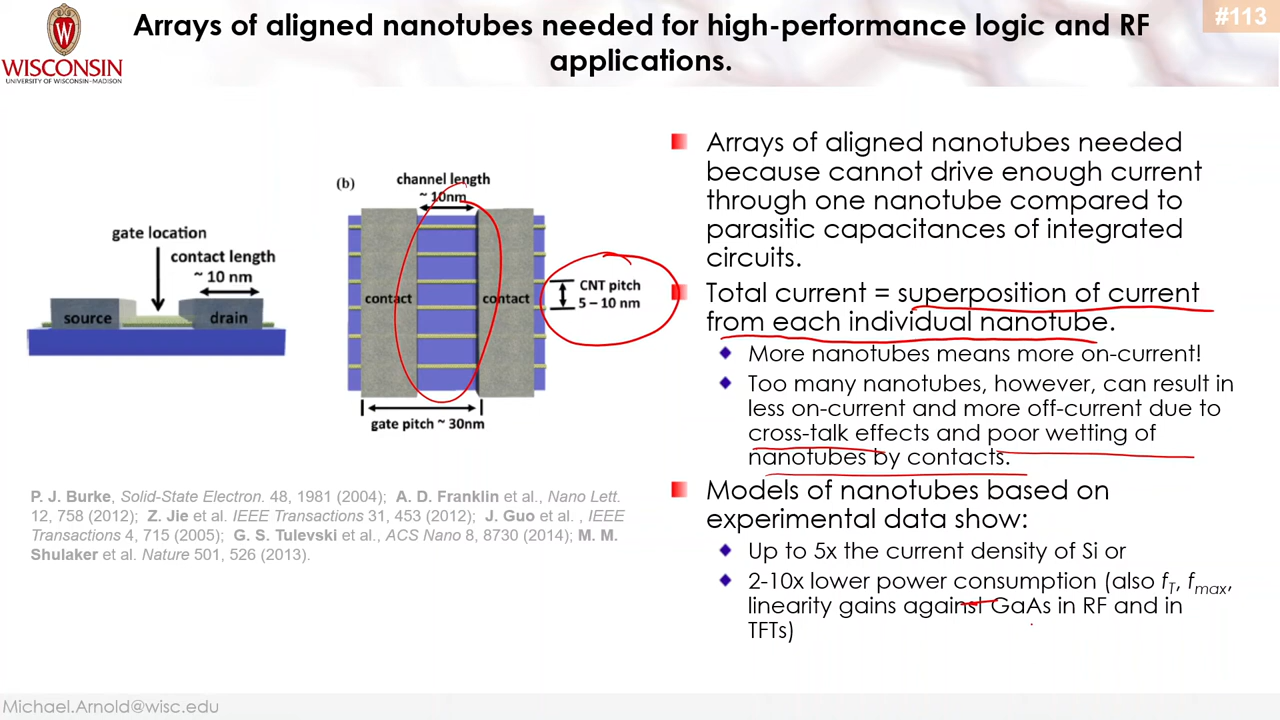 #113
Arrays of aligned nanotubes needed for high-performance logic and RF
applications.
WISCONSIN
UNIVERSITY OF WISCONSIN-MADISON
gate location
contact length
~ 10 nm
source
drain
(b)
channel length
~ 10nm
contact
contact
CNT pitch
5 – 10 nm
gate pitch ~ 30nm
Arrays of aligned nanotubes needed
because cannot drive enough current
through one nanotube compared to
parasitic capacitances of integrated
circuits.
Total current = superposition of current
from each individual nanotube.
More nanotubes means more on-current!
Too many nanotubes, however, can result in
less on-current and more off-current due to
cross-talk effects and poor wetting of
nanotubes by contacts.
Models of nanotubes based on
experimental data show:
Up to 5x the current density of Si or
2-10x lower power consumption (also fT, fmax,
linearity gains against GaAs in RF and in
TFTs)
P. J. Burke, Solid-State Electron. 48, 1981 (2004); A. D. Franklin et al., Nano Lett.
12, 758 (2012); Z. Jie et al. IEEE Transactions 31, 453 (2012); J. Guo et al. , IEEE
Transactions 4, 715 (2005); G. S. Tulevski et al., ACS Nano 8, 8730 (2014); M. M.
Shulaker et al. Nature 501, 526 (2013).
Michael.Arnold@wisc.edu